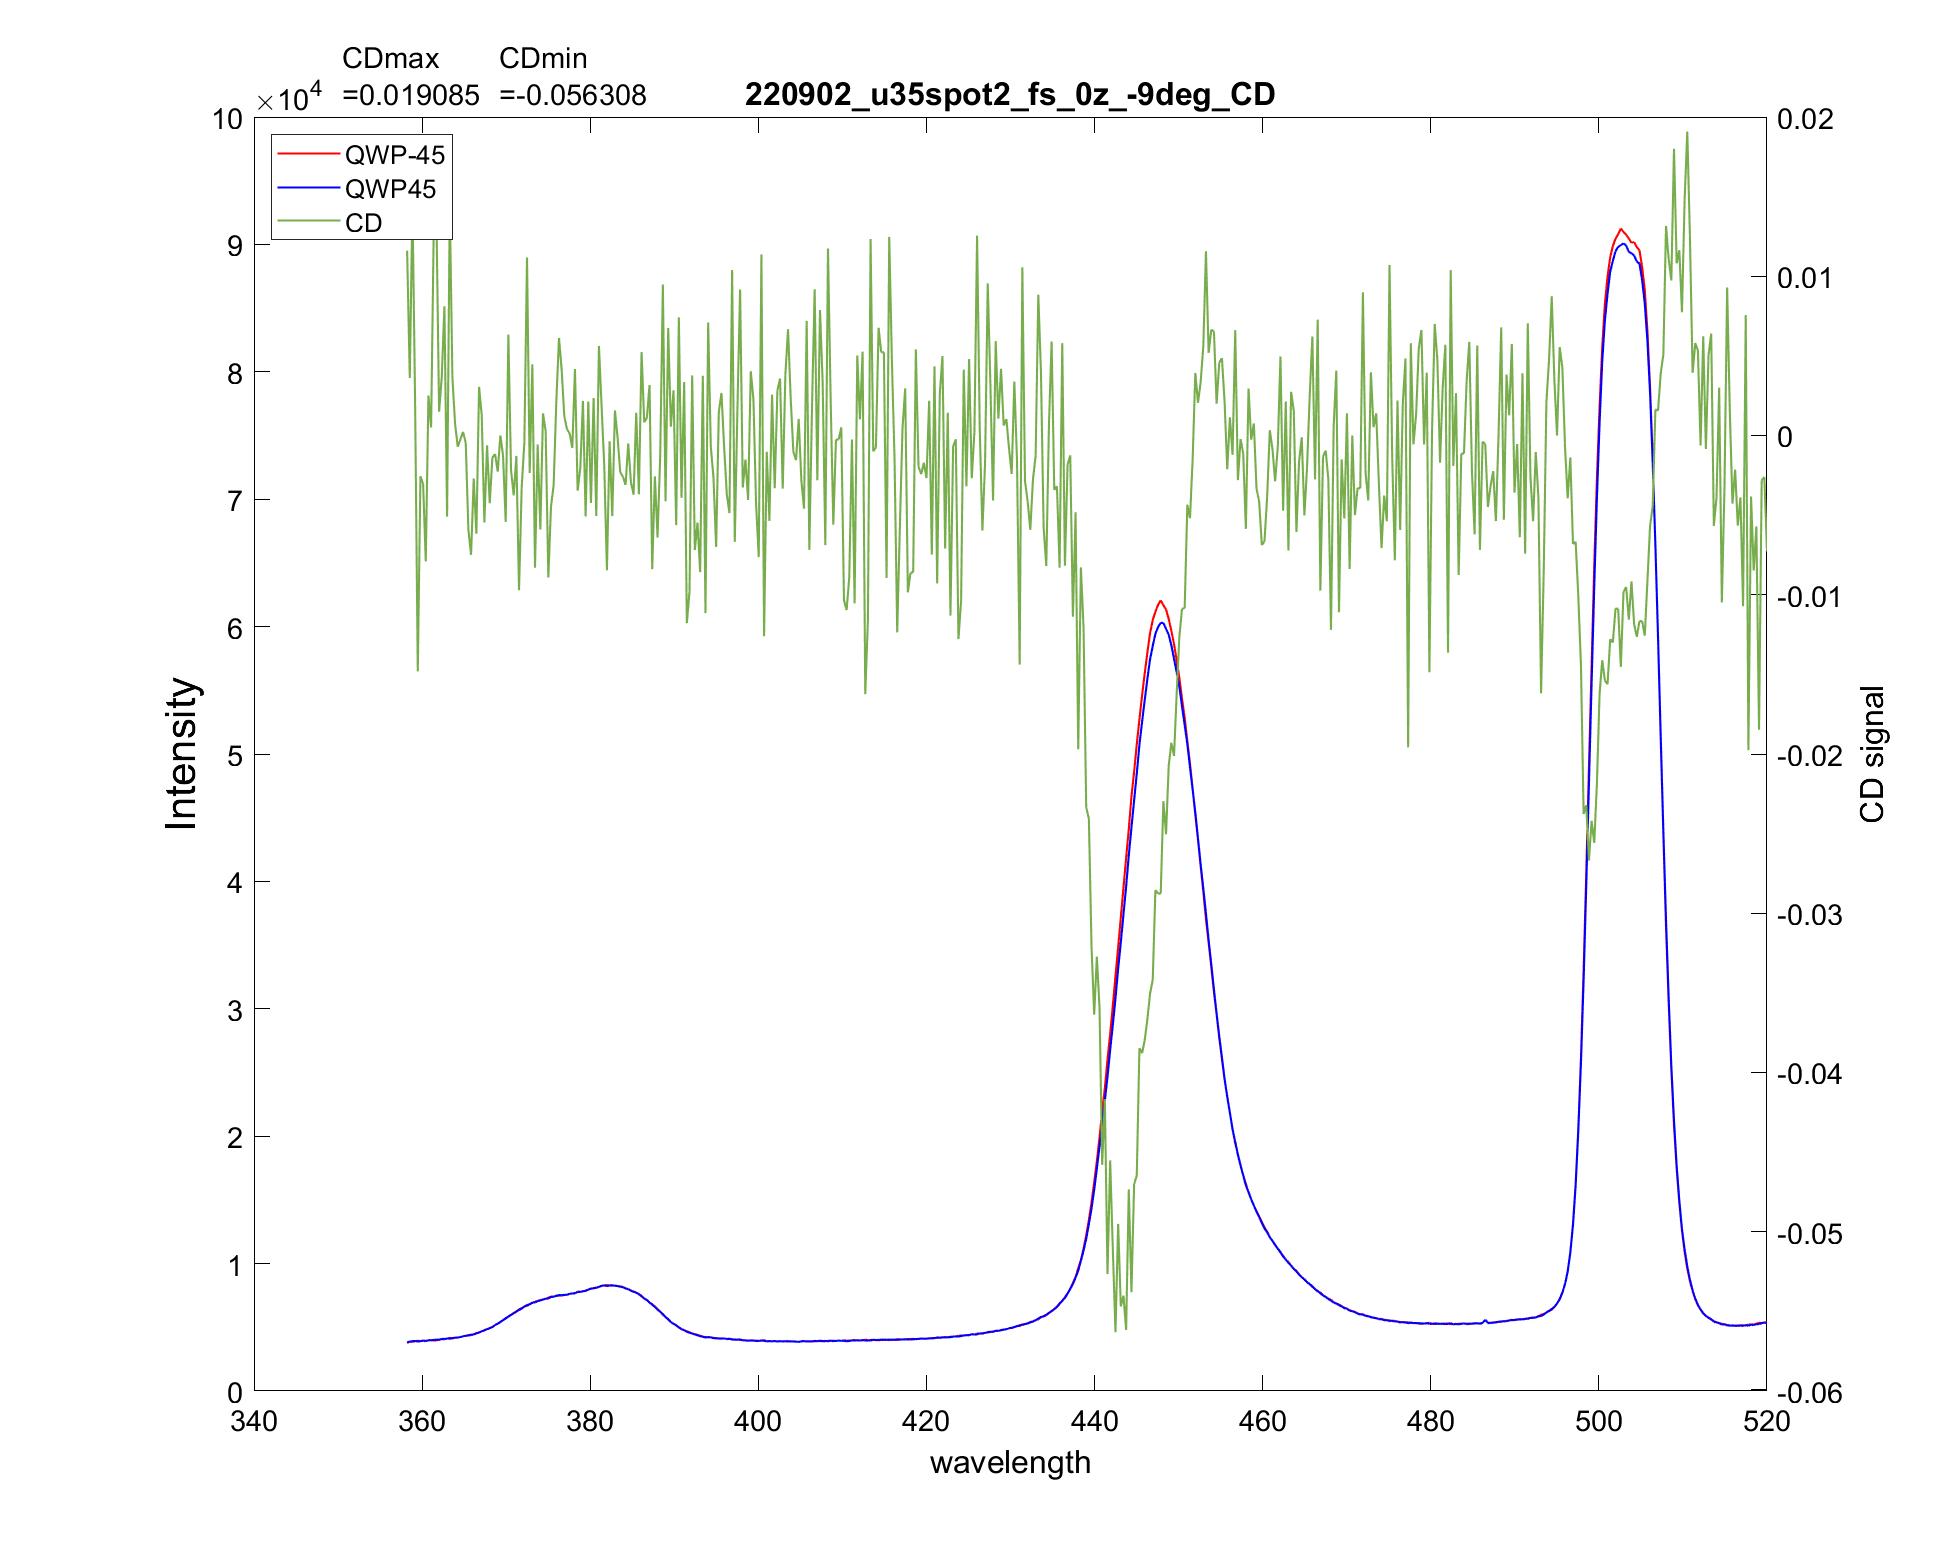 CDmax CDmin
=0.019085 =-0.056308
220902_u35spot2_fs_0z_-9deg_CD
×10⁴
10
9
8
7
6
5
4
3
2
1
0
Intensity
QWP-45
QWP45
CD
0.02
0.01
0
-0.01
-0.02
-0.03
-0.04
-0.05
-0.06
CD signal
340 360 380 400 420 440 460 480 500 520
wavelength